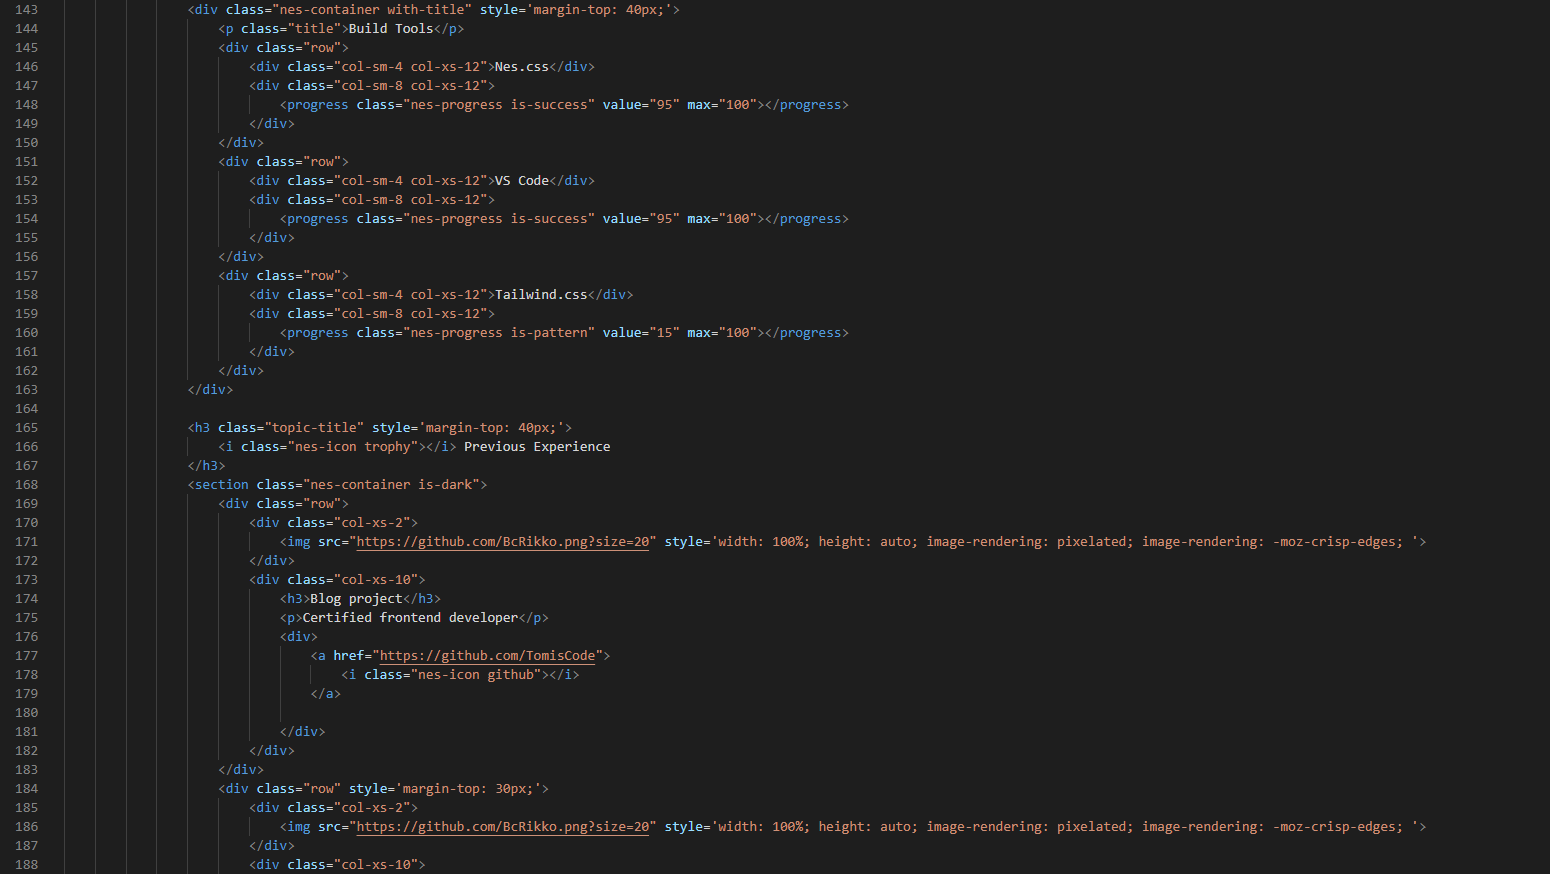 143 <div class="nes-container with-title" style='margin-top: 40px;'>
144 <p class="title">Build Tools</p>
145 <div class="row">
146 <div class="col-sm-4 col-xs-12">Nes.css</div>
147 <div class="col-sm-8 col-xs-12">
148 <progress class="nes-progress is-success" value="95" max="100"></progress>
149 </div>
150 </div>
151 <div class="row">
152 <div class="col-sm-4 col-xs-12">VS Code</div>
153 <div class="col-sm-8 col-xs-12">
154 <progress class="nes-progress is-success" value="95" max="100"></progress>
155 </div>
156 </div>
157 <div class="row">
158 <div class="col-sm-4 col-xs-12">Tailwind.css</div>
159 <div class="col-sm-8 col-xs-12">
160 <progress class="nes-progress is-pattern" value="15" max="100"></progress>
161 </div>
162 </div>
163 </div>
164
165 <h3 class="topic-title" style='margin-top: 40px;'>
166 <i class="nes-icon trophy"></i> Previous Experience
167 </h3>
168 <section class="nes-container is-dark">
169 <div class="row">
170 <div class="col-xs-2">
171 <img src="https://github.com/BcRikko.png?size=20" style='width: 100%; height: auto; image-rendering: pixelated; image-rendering: -moz-crisp-edges; '>
172 </div>
173 <div class="col-xs-10">
174 <h3>Blog project</h3>
175 <p>Certified frontend developer</p>
176 <div>
177 <a href="https://github.com/TomisCode">
178 <i class="nes-icon github"></i>
179 </a>
180
181 </div>
182 </div>
183 </div>
184 <div class="row" style='margin-top: 30px;'>
185 <div class="col-xs-2">
186 <img src="https://github.com/BcRikko.png?size=20" style='width: 100%; height: auto; image-rendering: pixelated; image-rendering: -moz-crisp-edges; '>
187 </div>
188 <div class="col-xs-10">